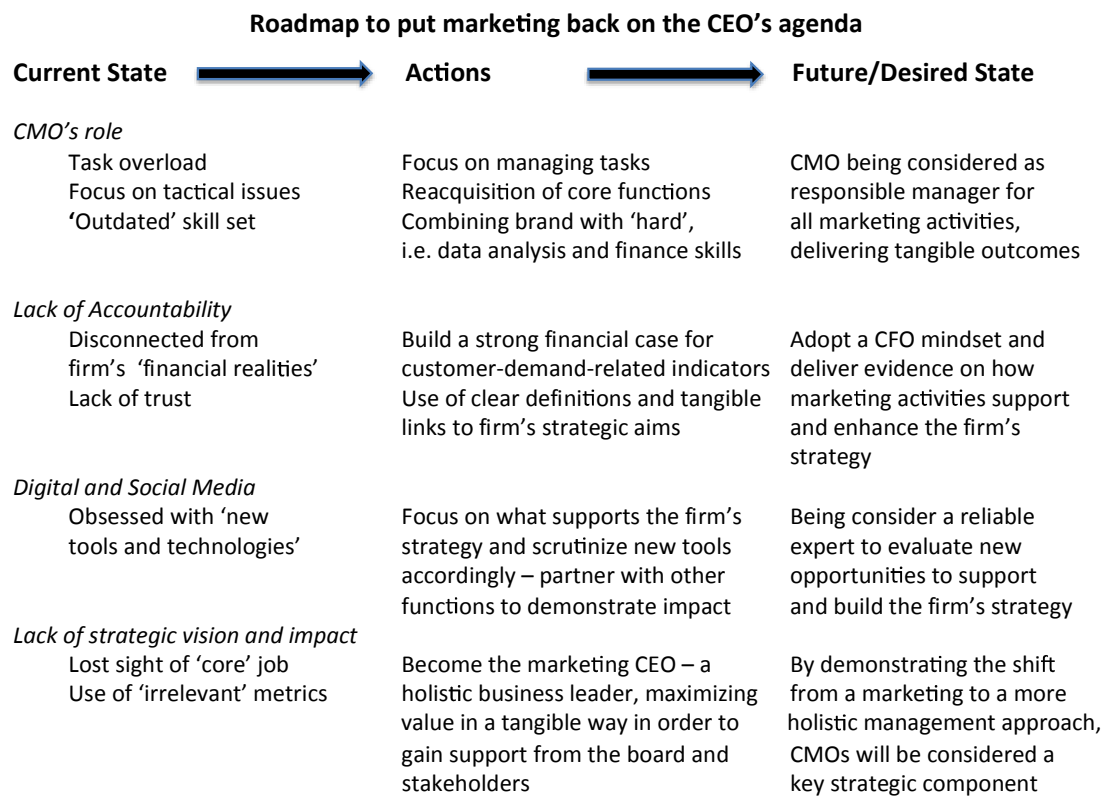 Roadmap to put marketing back on the CEO's agenda
Current State
Actions
Future/Desired State
CMO's role
Task overload
Focus on tactical issues
'Outdated' skill set
Focus on managing tasks
Reacquisition of core functions
Combining brand with 'hard',
i.e. data analysis and finance skills
CMO being considered as
responsible manager for
all marketing activities,
delivering tangible outcomes
Lack of Accountability
Disconnected from
firm's 'financial realities'
Lack of trust
Build a strong financial case for
customer-demand-related indicators
Use of clear definitions and tangible
links to firm's strategic aims
Adopt a CFO mindset and
deliver evidence on how
marketing activities support
and enhance the firm's
strategy
Digital and Social Media
Obsessed with 'new
tools and technologies'
Focus on what supports the firm's
strategy and scrutinize new tools
accordingly – partner with other
functions to demonstrate impact
Being consider a reliable
expert to evaluate new
opportunities to support
and build the firm's strategy
Lack of strategic vision and impact
Lost sight of 'core' job
Use of 'irrelevant' metrics
Become the marketing CEO – a
holistic business leader, maximizing
value in a tangible way in order to
gain support from the board and
stakeholders
By demonstrating the shift
from a marketing to a more
holistic management approach,
CMOs will be considered a
key strategic component